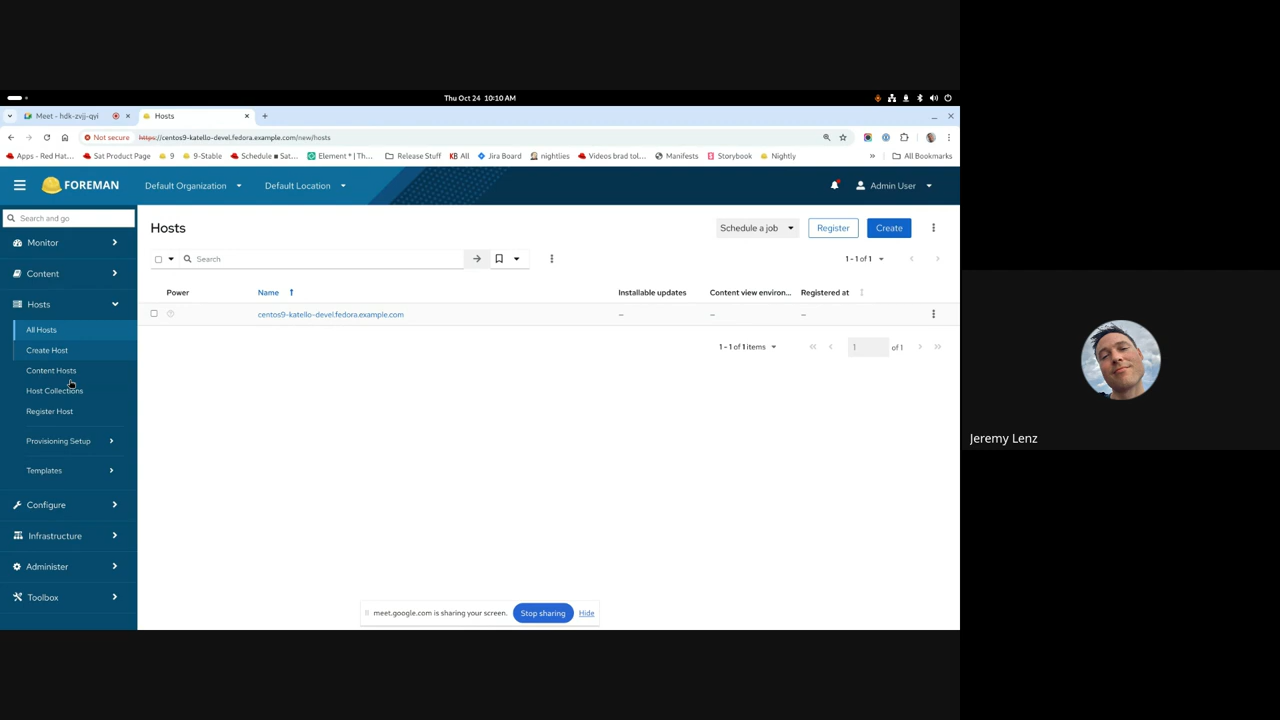 Thu Oct 24 10:10 AM
Meet - hdk-zvjj-qyi
Hosts
Not secure
https://centos9-katello-devel.fedora.example.com/new/hosts
Apps - Red Hat...
Sat Product Page
9
9-Stable
Schedule ■ Sat...
Element * | Th...
Release Stuff
KB All
Jira Board
nightlies
Videos brad tol...
Manifests
Storybook
Nightly
»
All Bookmarks
FOREMAN
Default Organization
Default Location
Admin User
Search and go
Monitor
Content
Hosts
All Hosts
Create Host
Content Hosts
Host Collections
Register Host
Provisioning Setup
Templates
Configure
Infrastructure
Administer
Toolbox
Hosts
Schedule a job
Register
Create
Search
1 - 1 of 1
Power
Name
Installable updates
Content view environ...
Registered at
centos9-katello-devel.fedora.example.com
–
–
–
1 - 1 of 1 items
1
of 1
meet.google.com is sharing your screen.
Stop sharing
Hide
Jeremy Lenz